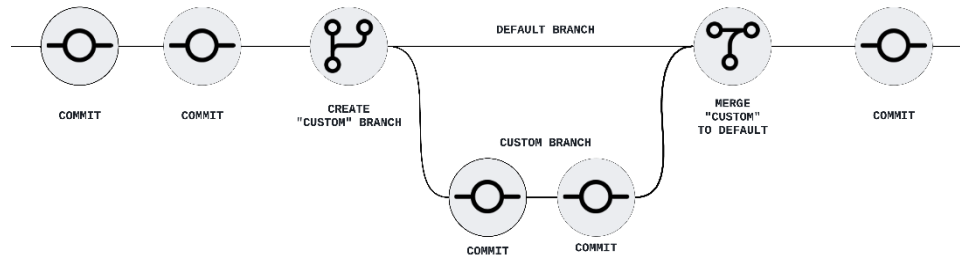 DEFAULT BRANCH
COMMIT
COMMIT
CREATE
"CUSTOM" BRANCH
MERGE
"CUSTOM"
TO DEFAULT
COMMIT
CUSTOM BRANCH
COMMIT
COMMIT